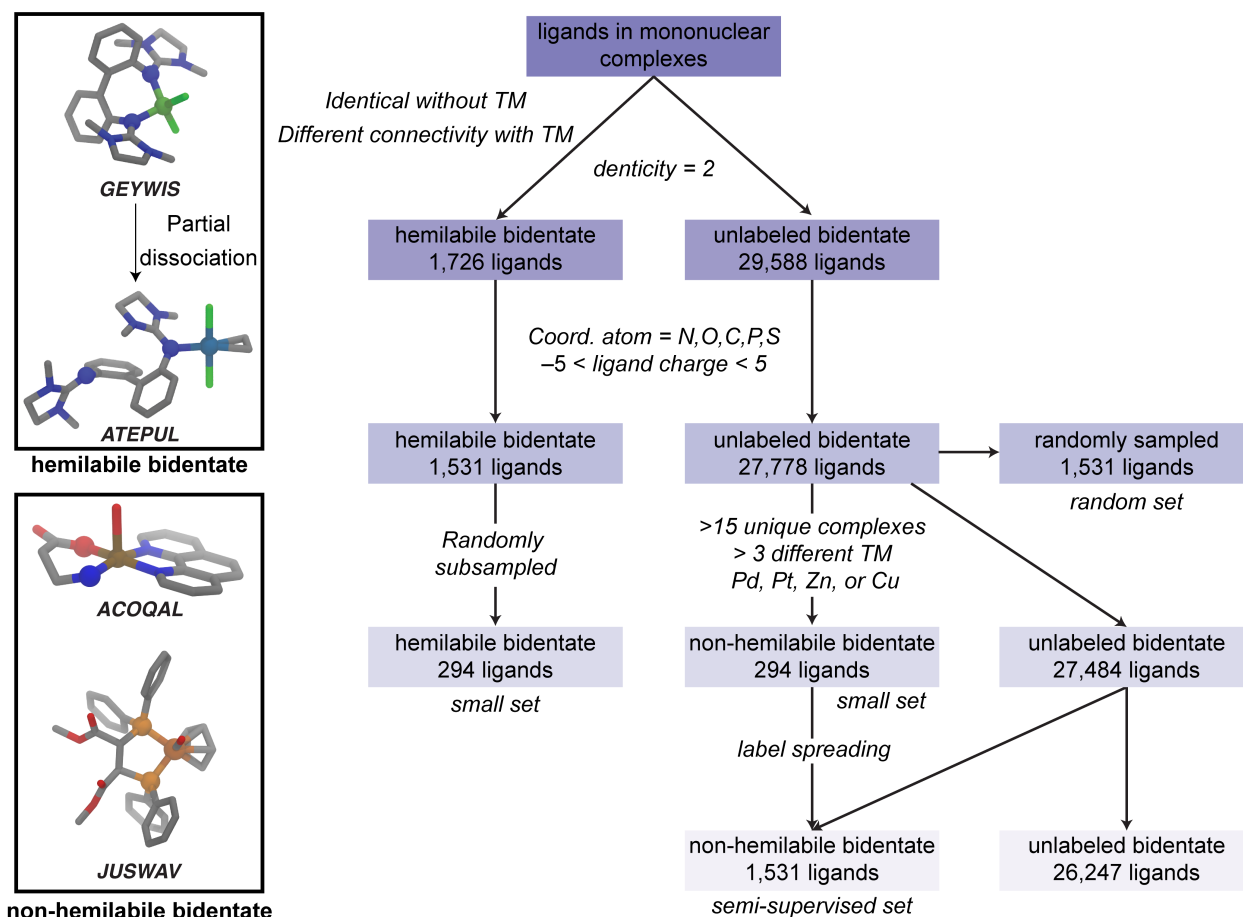 GEYWIS
Partial
dissociation
ATEPUL
hemilabile bidentate
ACOQAL
JUSWAV
non-hemilabile bidentate
ligands in mononuclear
complexes
Identical without TM
Different connectivity with TM
denticity = 2
hemilabile bidentate
1,726 ligands
unlabeled bidentate
29,588 ligands
Coord. atom = N,O,C,P,S
–5 < ligand charge < 5
hemilabile bidentate
1,531 ligands
unlabeled bidentate
27,778 ligands
randomly sampled
1,531 ligands
random set
Randomly
subsampled
>15 unique complexes
> 3 different TM
Pd, Pt, Zn, or Cu
hemilabile bidentate
294 ligands
small set
non-hemilabile bidentate
294 ligands
small set
unlabeled bidentate
27,484 ligands
label spreading
non-hemilabile bidentate
1,531 ligands
semi-supervised set
unlabeled bidentate
26,247 ligands